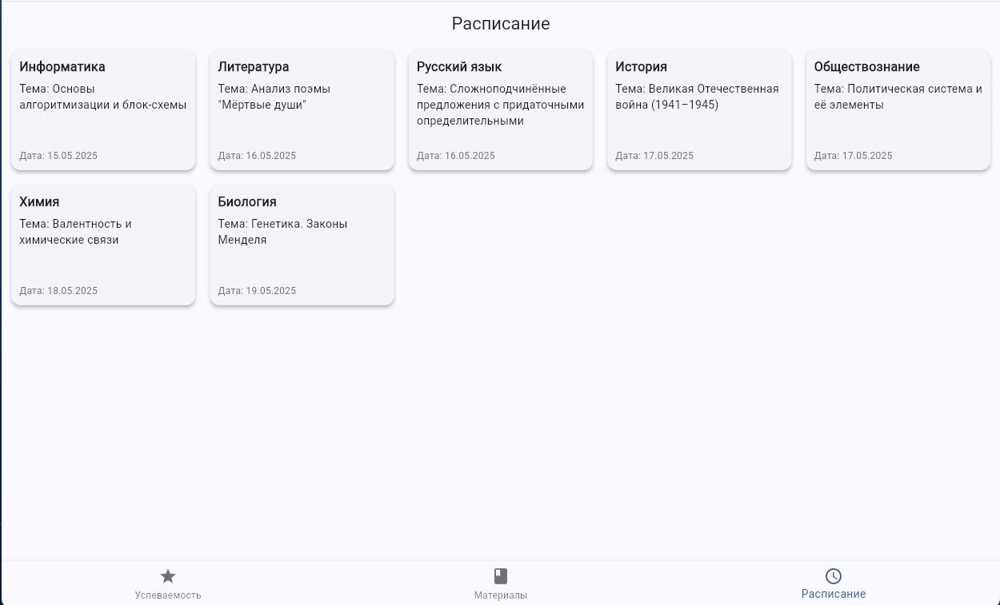 Расписание
Информатика
Тема: Основы
алгоритмизации и блок-схемы
Дата: 15.05.2025
Литература
Тема: Анализ поэмы
"Мёртвые души"
Дата: 16.05.2025
Русский язык
Тема: Сложноподчинённые
предложения с придаточными
определительными
Дата: 16.05.2025
История
Тема: Великая Отечественная
война (1941–1945)
Дата: 17.05.2025
Обществознание
Тема: Политическая система и
её элементы
Дата: 17.05.2025
Химия
Тема: Валентность и
химические связи
Дата: 18.05.2025
Биология
Тема: Генетика. Законы
Менделя
Дата: 19.05.2025
Успеваемость
Материалы
Расписание